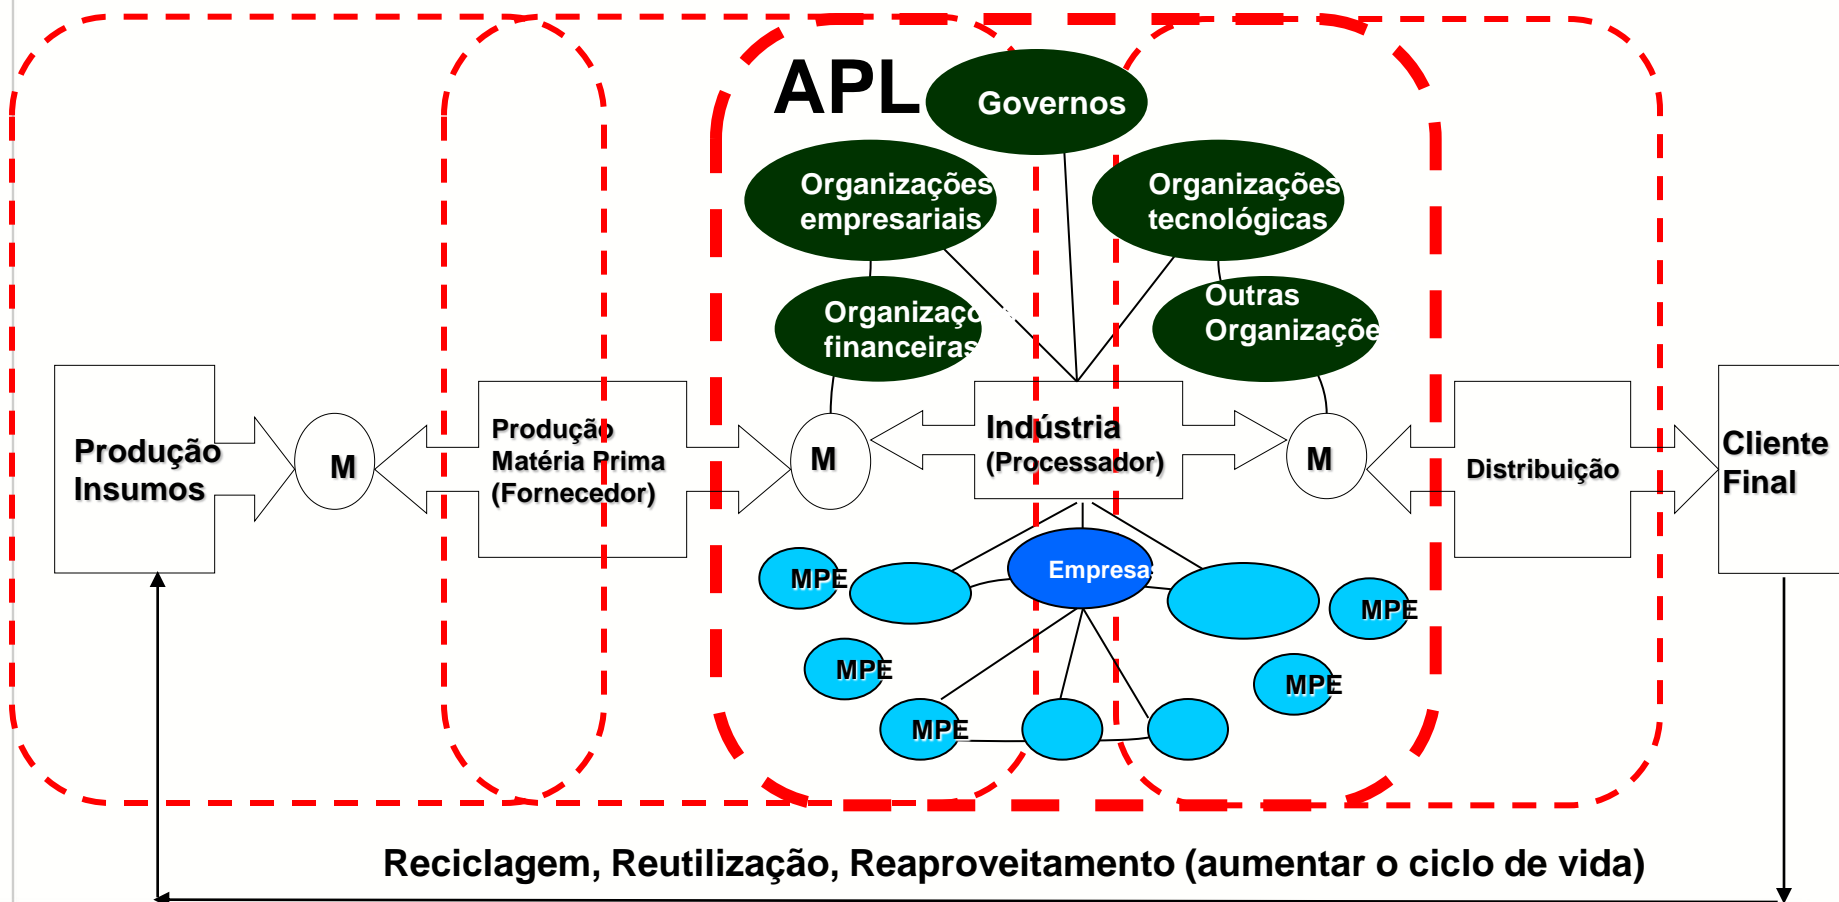 APL
Governos
Organizações
empresariais
Organizações
tecnológicas
Organizaço
financeiras
Outras
Organizaçõe
Produção
Insumos
M
Produção
Matéria Prima
(Fornecedor)
M
Indústria
(Processador)
M
Distribuição
Cliente
Final
Empresas
MPE
MPE
MPE
MPE
MPE
Reciclagem, Reutilização, Reaproveitamento (aumentar o ciclo de vida)